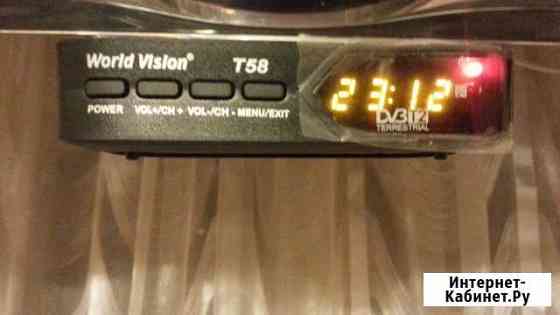 World Vision® T58
23:12
POWER VOL+/CH+ VOL-/CH- MENU/EXIT
DVB T2
TERRESTRIAL
Интернет-
Кабинет.Ру